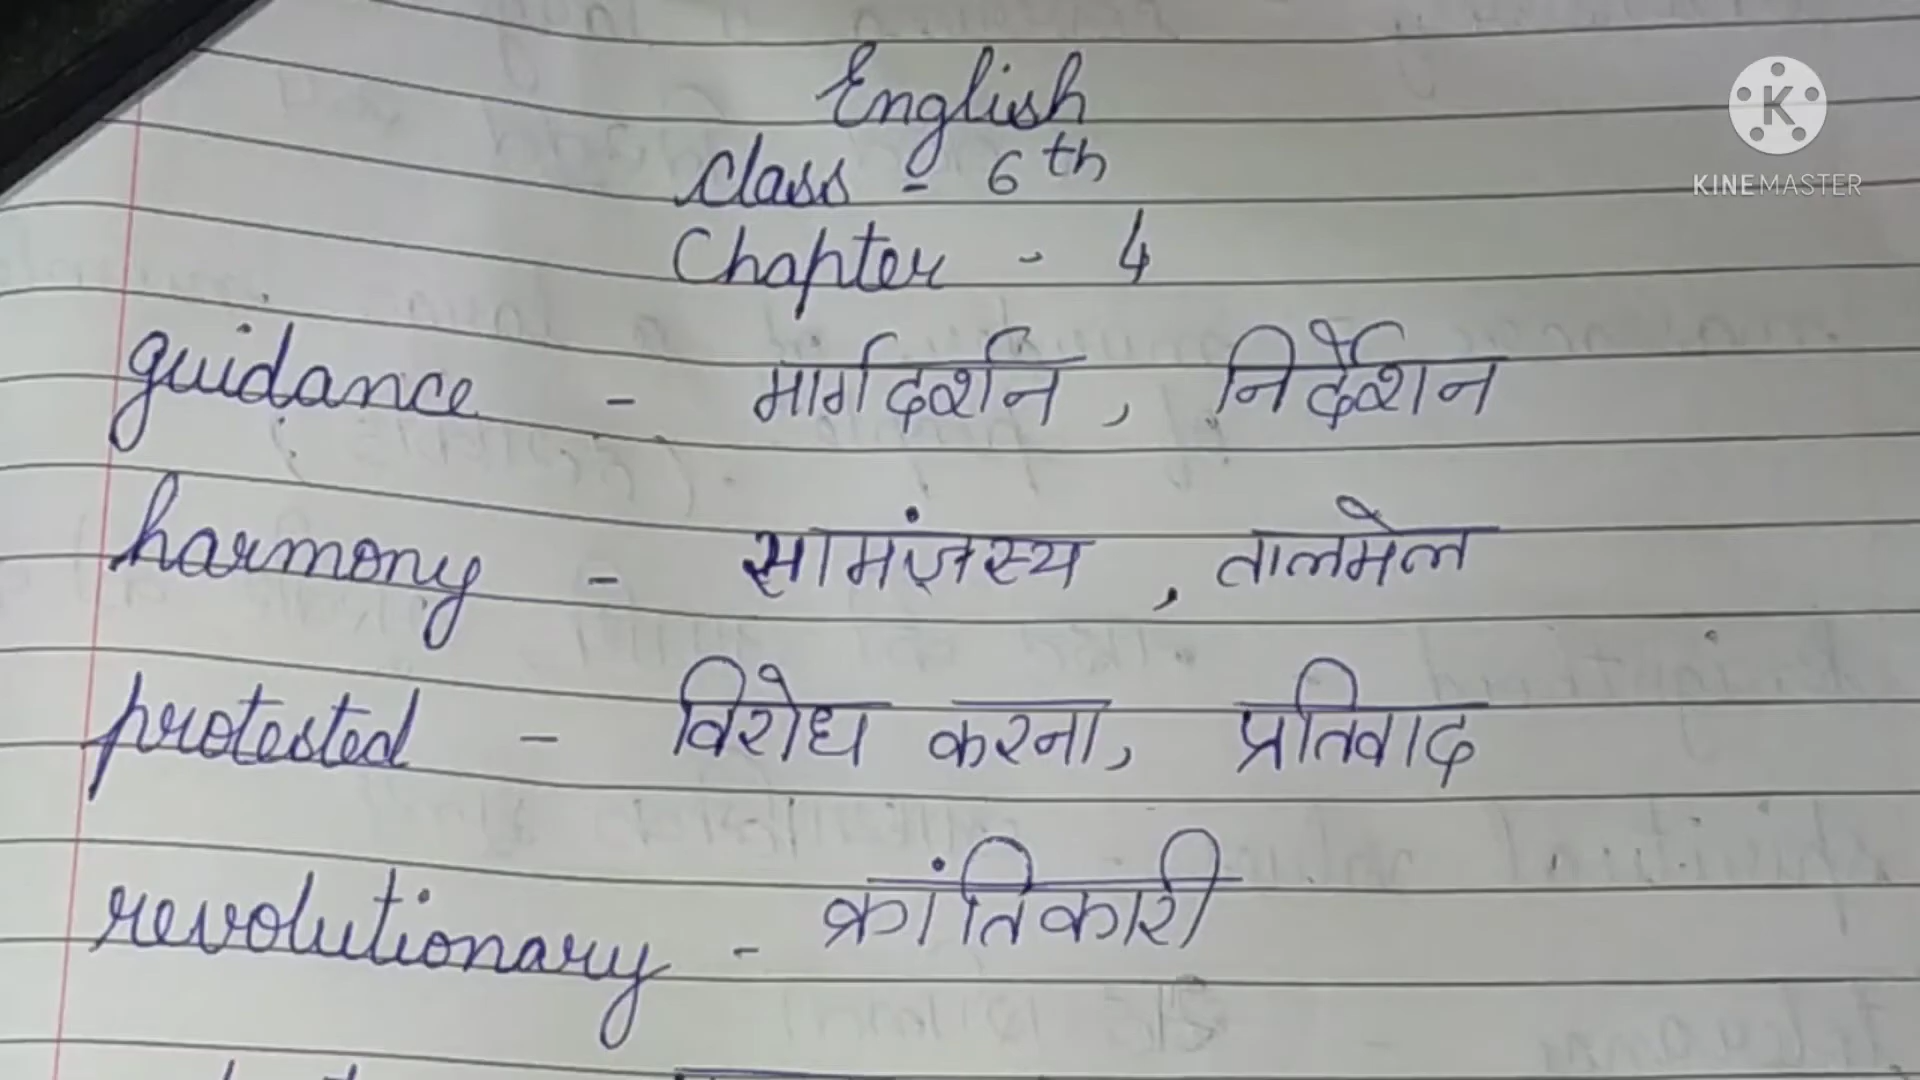 English
KINEMASTER
Class - 6th
Chapter - 4
guidance - मार्गदर्शन, निर्देशन
harmony - सामंजस्य, तालमेल
protested - विरोध करना, प्रतिवाद
revolutionary - क्रांतिकारी